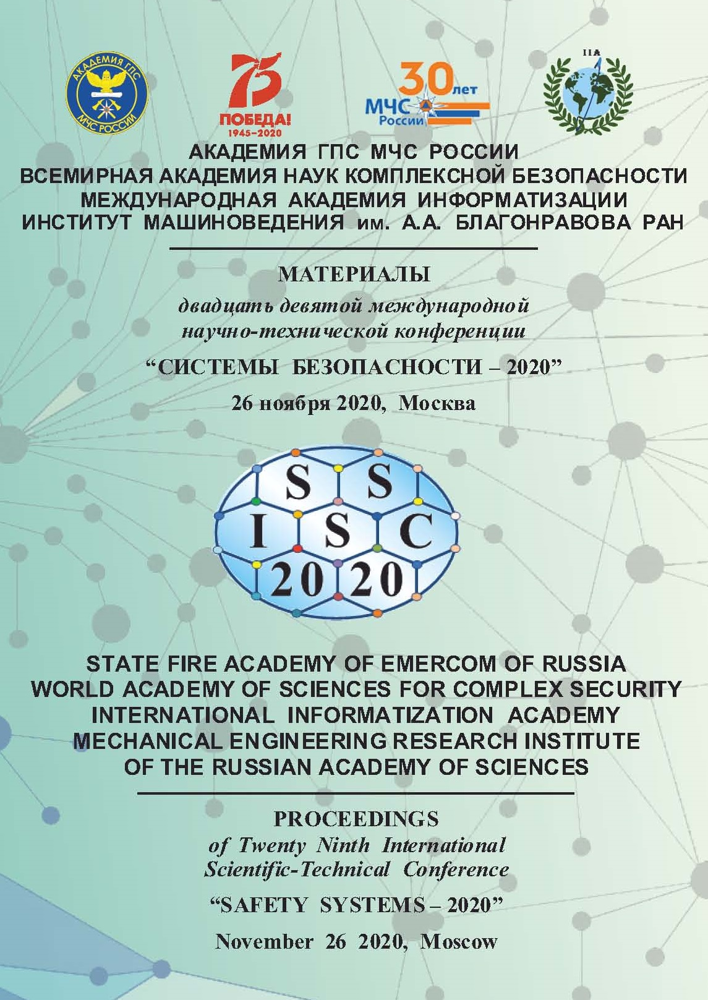 АКАДЕМИЯ ГПС
МЧС РОССИИ
75
ПОБЕДА!
1945–2020
30 лет
МЧС
России
IIA
АКАДЕМИЯ ГПС МЧС РОССИИ
ВСЕМИРНАЯ АКАДЕМИЯ НАУК КОМПЛЕКСНОЙ БЕЗОПАСНОСТИ
МЕЖДУНАРОДНАЯ АКАДЕМИЯ ИНФОРМАТИЗАЦИИ
ИНСТИТУТ МАШИНОВЕДЕНИЯ им. А.А. БЛАГОНРАВОВА РАН
МАТЕРИАЛЫ
двадцать девятой международной
научно-технической конференции
“СИСТЕМЫ БЕЗОПАСНОСТИ – 2020”
26 ноября 2020, Москва
S S
I S C
20 20
STATE FIRE ACADEMY OF EMERCOM OF RUSSIA
WORLD ACADEMY OF SCIENCES FOR COMPLEX SECURITY
INTERNATIONAL INFORMATIZATION ACADEMY
MECHANICAL ENGINEERING RESEARCH INSTITUTE
OF THE RUSSIAN ACADEMY OF SCIENCES
PROCEEDINGS
of Twenty Ninth International
Scientific-Technical Conference
“SAFETY SYSTEMS – 2020”
November 26 2020, Moscow